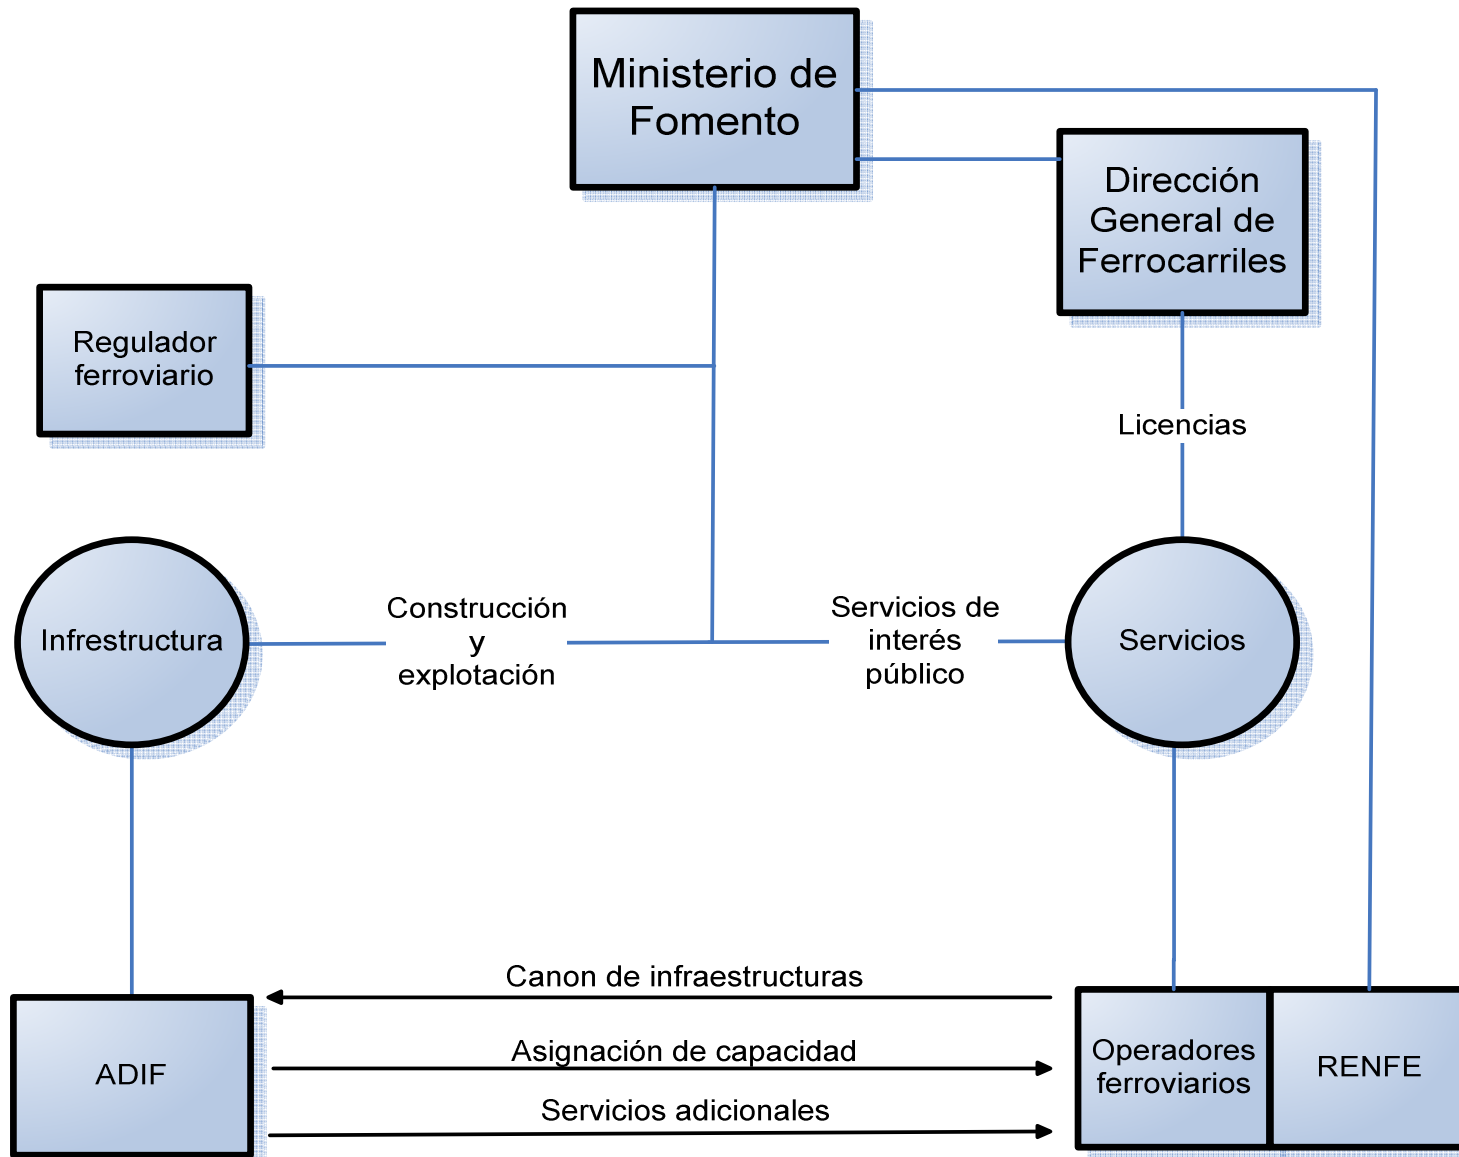 Ministerio de
Fomento
Dirección
General de
Ferrocarriles
Regulador
ferroviario
Licencias
Infrestructura
Construcción
y
explotación
Servicios de
interés
público
Servicios
Canon de infraestructuras
Asignación de capacidad
Servicios adicionales
ADIF
Operadores
ferroviarios
RENFE